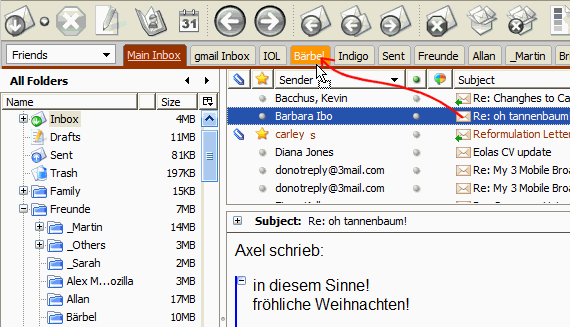 31
Friends Main Inbox gmail Inbox IOL Bärbel Indigo Sent Freunde Allan _Martin Br
All Folders
Name Size
Inbox 4MB
Drafts 11MB
Sent 81KB
Trash 197KB
Family 15KB
Freunde 7MB
_Martin 14MB
_Others 3MB
_Sarah 2MB
Alex M...ozilla 3MB
Allan 17MB
Bärbel 10MB
Sender Subject
Bacchus, Kevin Re: Changhes to Ca
Barbara Ibo Re: oh tannenbaum
carley s Reformulation Letter
Diana Jones Eolas CV update
donotreply@3mail.com Re: My 3 Mobile Broa
donotreply@3mail.com Re: My 3 Mobile Broa
Subject: Re: oh tannenbaum!
Axel schrieb:
in diesem Sinne!
fröhliche Weihnachten!